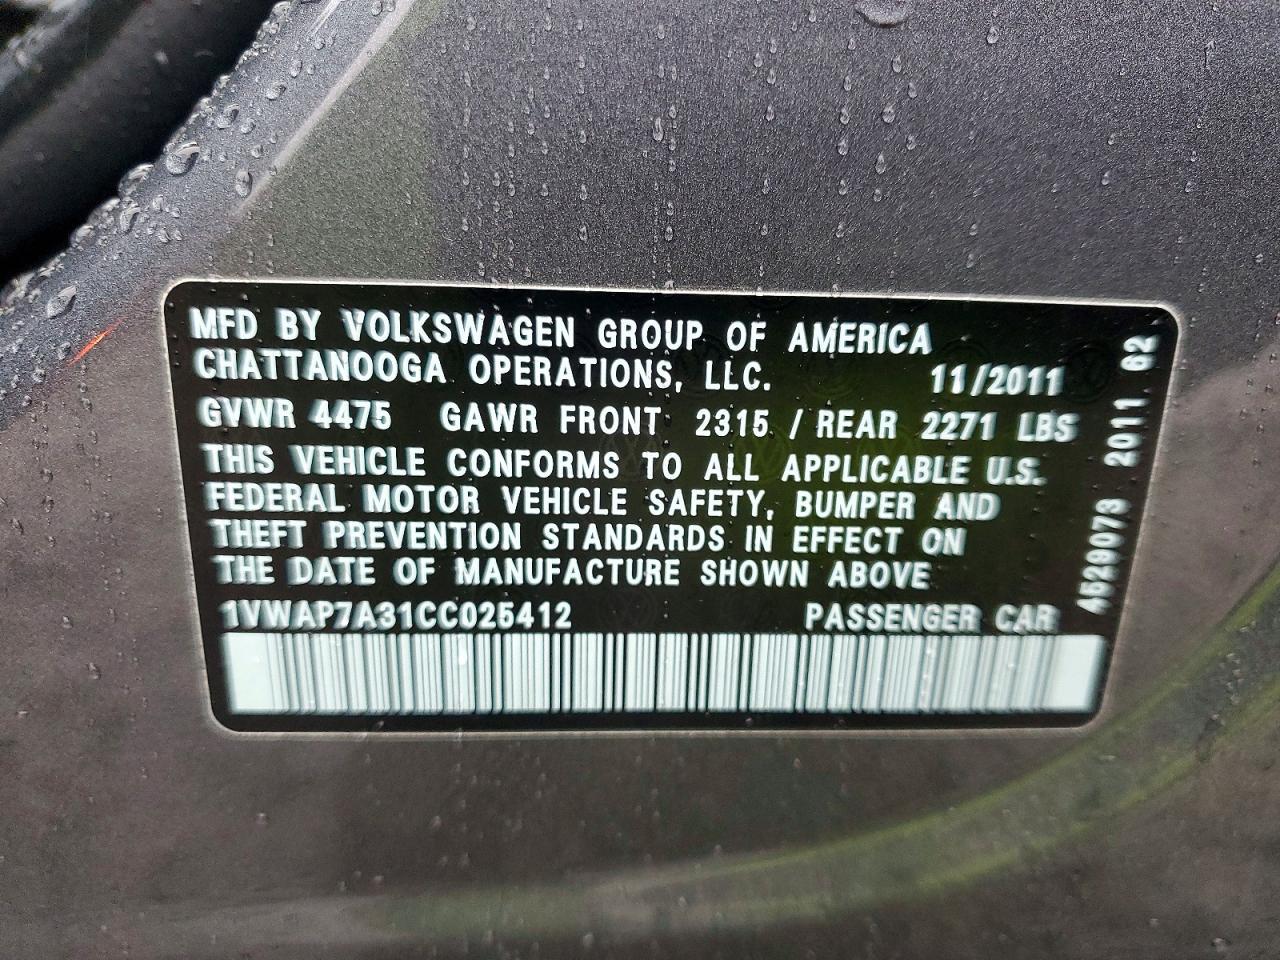 MFD BY VOLKSWAGEN GROUP OF AMERICA
CHATTANOOGA OPERATIONS, LLC. 11/2011
GVWR 4475 GAWR FRONT 2315 / REAR 2271 LBS
THIS VEHICLE CONFORMS TO ALL APPLICABLE U.S.
FEDERAL MOTOR VEHICLE SAFETY, BUMPER AND
THEFT PREVENTION STANDARDS IN EFFECT ON
THE DATE OF MANUFACTURE SHOWN ABOVE
1VWAP7A31CC025412 PASSENGER CAR
4529073 2011 62